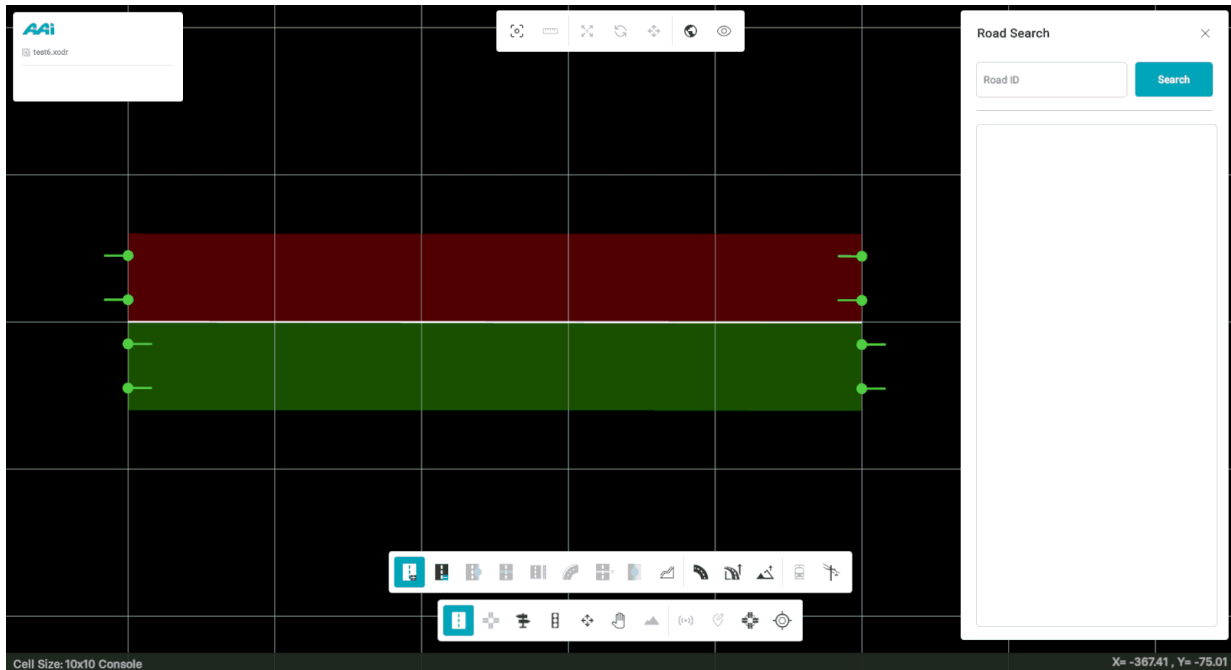 AAi
test6.xodr
Road Search
Road ID
Search
Cell Size: 10x10 Console
X= -367.41 , Y= -75.01